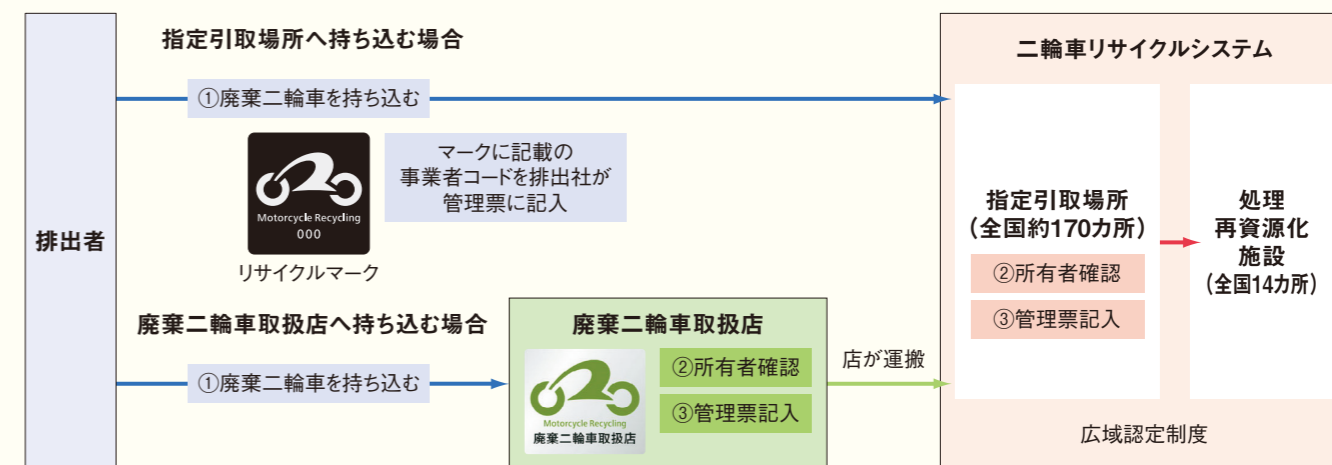 指定引取場所へ持ち込む場合
①廃棄二輪車を持ち込む
Motorcycle Recycling
000
リサイクルマーク
マークに記載の
事業者コードを排出社が
管理票に記入
排出者
廃棄二輪車取扱店へ持ち込む場合
①廃棄二輪車を持ち込む
廃棄二輪車取扱店
Motorcycle Recycling
廃棄二輪車取扱店
②所有者確認
③管理票記入
店が運搬
二輪車リサイクルシステム
指定引取場所
（全国約170カ所）
②所有者確認
③管理票記入
処理
再資源化
施設
（全国14カ所）
広域認定制度